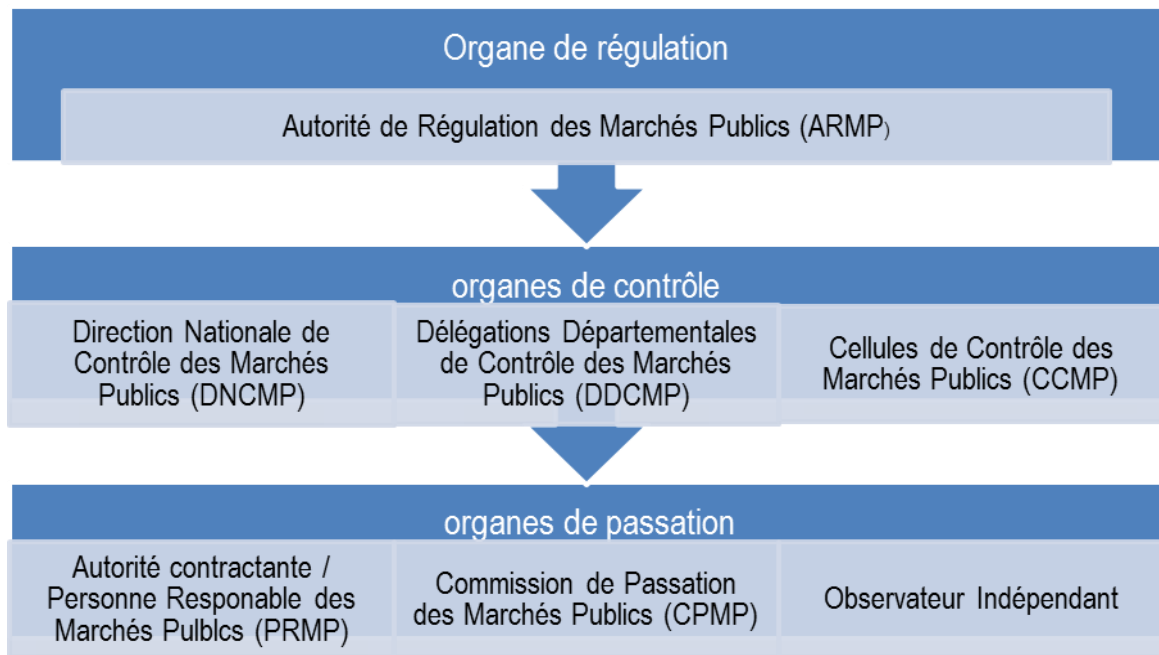 Organe de régulation
Autorité de Régulation des Marchés Publics (ARMP)
organes de contrôle
Direction Nationale de
Contrôle des Marchés
Publics (DNCMP)
Délégations Départementales
de Contrôle des Marchés
Publics (DDCMP)
Cellules de Contrôle des
Marchés Publics (CCMP)
organes de passation
Autorité contractante /
Personne Responable des
Marchés Pulblcs (PRMP)
Commission de Passation
des Marchés Publics (CPMP)
Observateur Indépendant